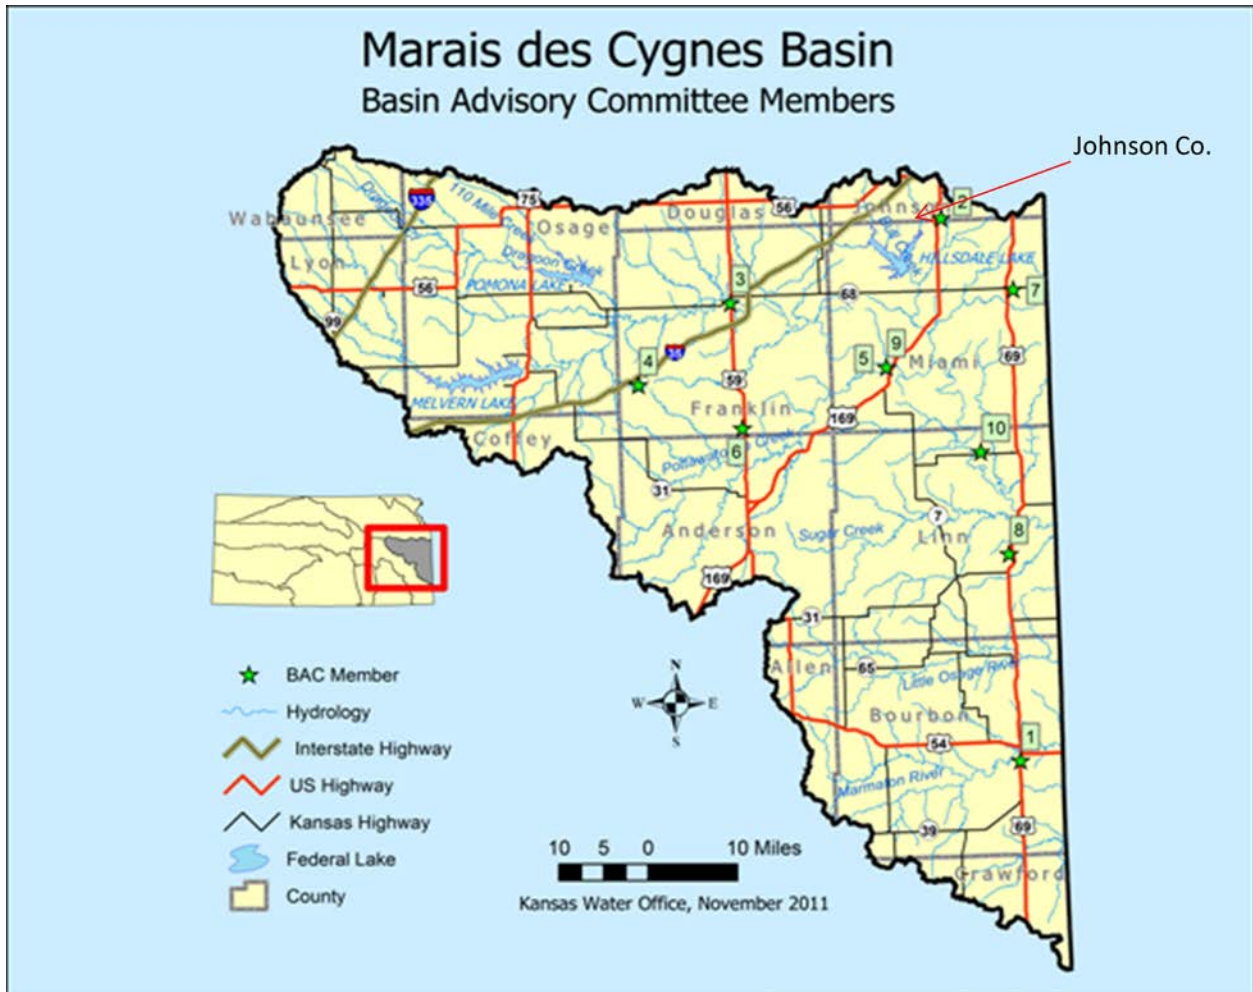 Marais des Cygnes Basin
Basin Advisory Committee Members
Johnson Co.
335
110 Mile Creek
75
Wabaunsee
Osage
Douglas
56
Johnson
2
Lyon
Dragoon Creek
HILLSDALE LAKE
56
POMONA LAKE
3
68
7
99
4
35
5
9
69
Miami
59
MELVERN LAKE
Franklin
169
10
Coffey
6
31
7
Anderson
Sugar Creek
Linn
8
169
31
Allen
65
Little Osage River
Bourbon
54
1
Marmaton River
39
69
Crawford
N
W E
S
BAC Member
Hydrology
Interstate Highway
US Highway
Kansas Highway
Federal Lake
County
10 5 0 10 Miles
Kansas Water Office, November 2011